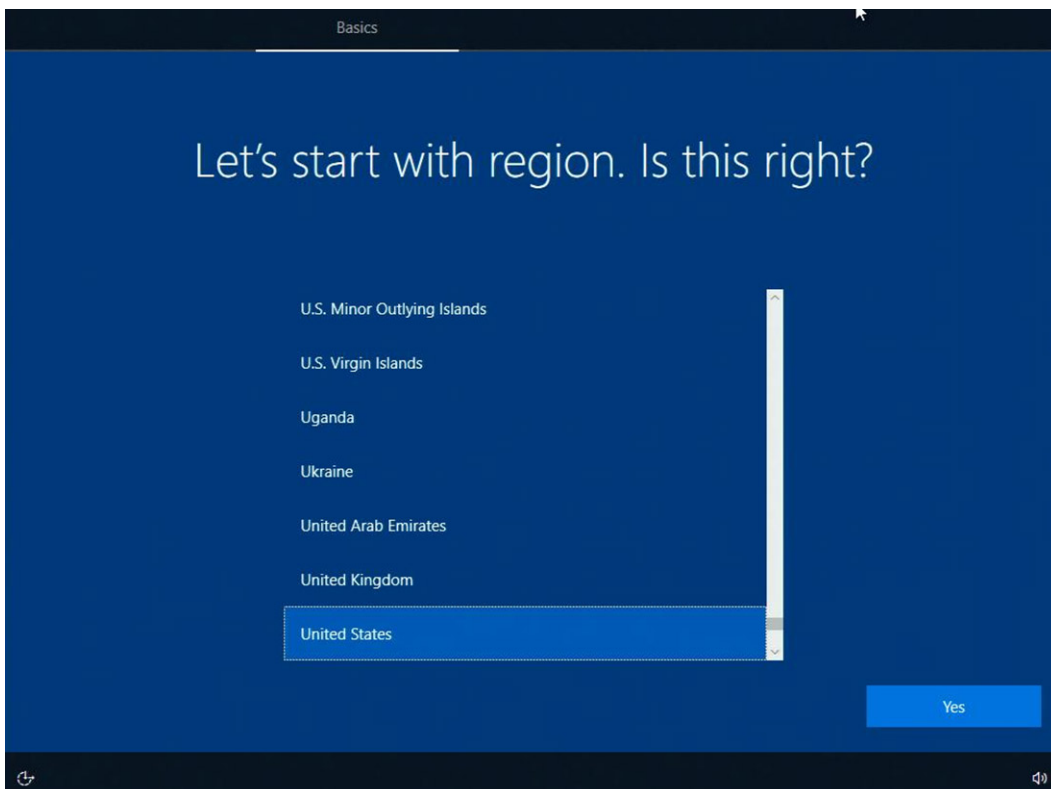 Basics
Let's start with region. Is this right?
U.S. Minor Outlying Islands
U.S. Virgin Islands
Uganda
Ukraine
United Arab Emirates
United Kingdom
United States
Yes